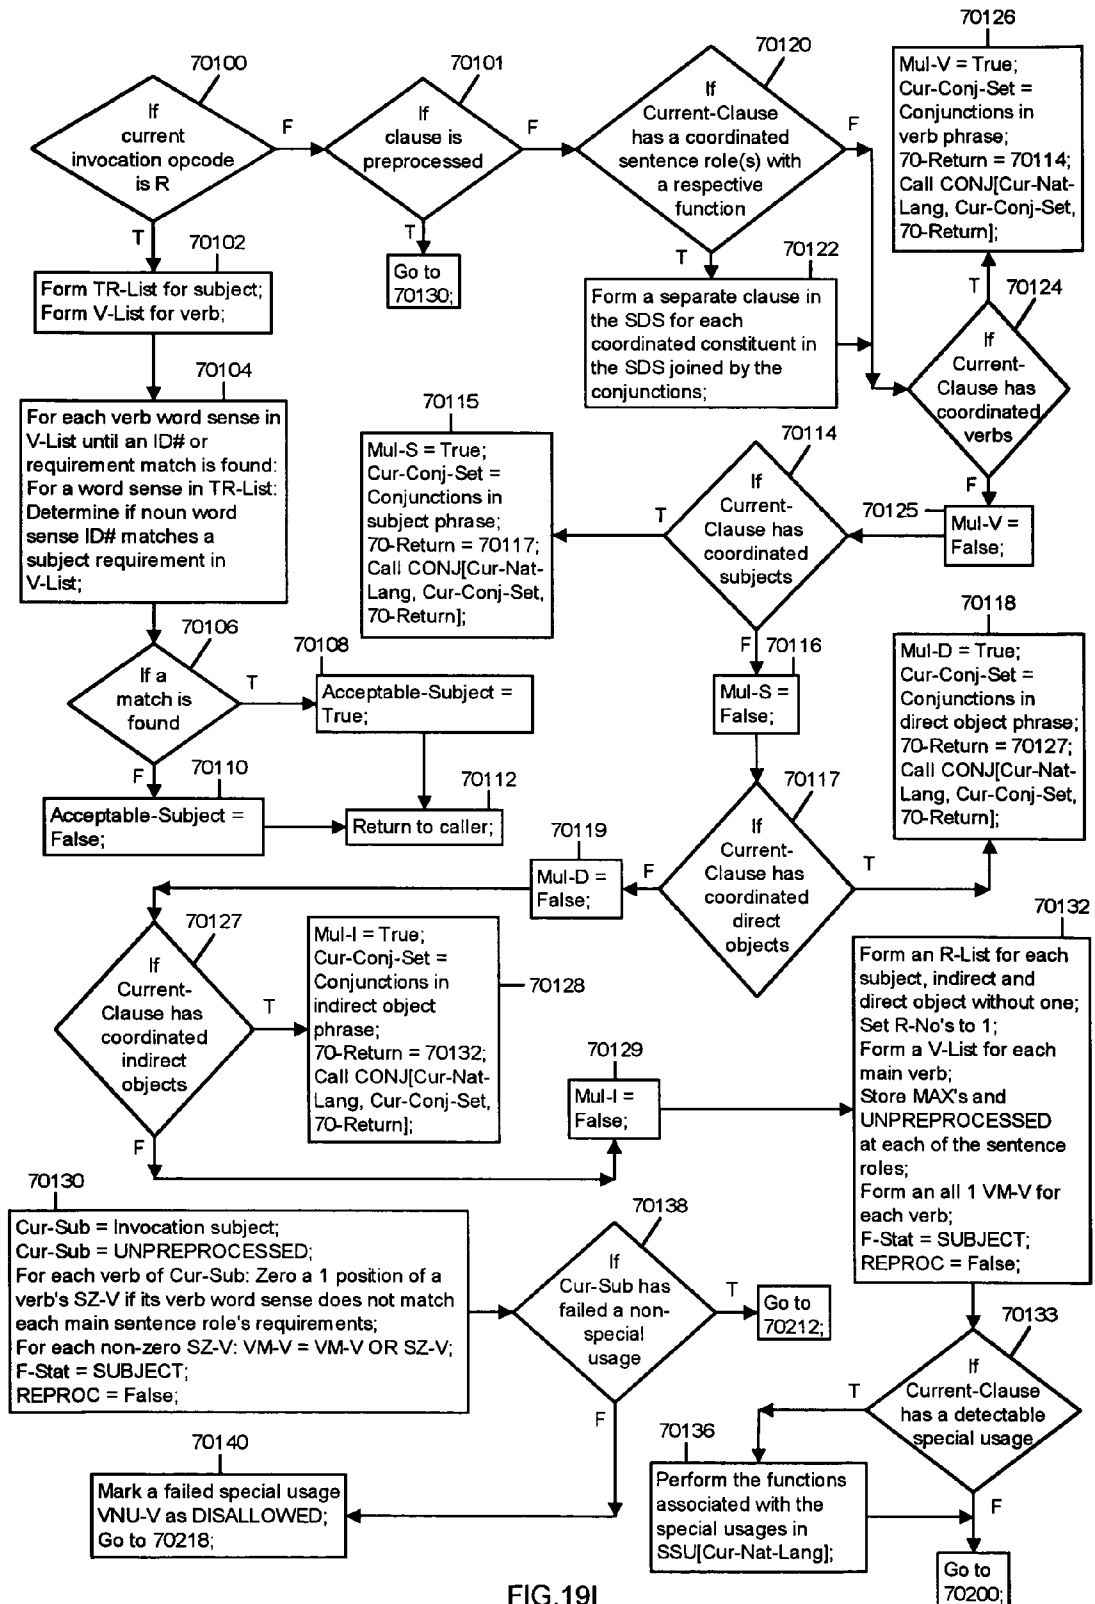 70100
If
current
invocation opcode
is R
F
T
70101
If
clause is
preprocessed
F
T
Go to
70130;
70120
If
Current-Clause
has a coordinated
sentence role(s) with
a respective
function
F
T
70126
Mul-V = True;
Cur-Conj-Set =
Conjunctions in
verb phrase;
70-Return = 70114;
Call CONJ[Cur-Nat-
Lang, Cur-Conj-Set,
70-Return];
70102
Form TR-List for subject;
Form V-List for verb;
70122
Form a separate clause in
the SDS for each
coordinated constituent in
the SDS joined by the
conjunctions;
T
70124
If
Current-
Clause has
coordinated
verbs
F
70104
For each verb word sense in
V-List until an ID# or
requirement match is found:
For a word sense in TR-List:
Determine if noun word
sense ID# matches a
subject requirement in
V-List;
70115
Mul-S = True;
Cur-Conj-Set =
Conjunctions in
subject phrase;
70-Return = 70117;
Call CONJ[Cur-Nat-
Lang, Cur-Conj-Set,
70-Return];
70114
If
Current-
Clause has
coordinated
subjects
T
F
70125
Mul-V =
False;
70106
If a
match is
found
T
F
70108
Acceptable-Subject =
True;
70116
Mul-S =
False;
70118
Mul-D = True;
Cur-Conj-Set =
Conjunctions in
direct object phrase;
70-Return = 70127;
Call CONJ[Cur-Nat-
Lang, Cur-Conj-Set,
70-Return];
70110
Acceptable-Subject =
False;
70112
Return to caller;
70117
If
Current-
Clause has
coordinated
direct
objects
F
T
70119
Mul-D =
False;
70127
If
Current-
Clause has
coordinated
indirect
objects
T
F
Mul-I = True;
Cur-Conj-Set =
Conjunctions in
indirect object
phrase;
70-Return = 70132;
Call CONJ[Cur-Nat-
Lang, Cur-Conj-Set,
70-Return];
70128
70129
Mul-I =
False;
70132
Form an R-List for each
subject, indirect and
direct object without one;
Set R-No's to 1;
Form a V-List for each
main verb;
Store MAX's and
UNPREPROCESSED
at each of the sentence
roles;
Form an all 1 VM-V for
each verb;
F-Stat = SUBJECT;
REPROC = False;
70130
Cur-Sub = Invocation subject;
Cur-Sub = UNPREPROCESSED;
For each verb of Cur-Sub: Zero a 1 position of a
verb's SZ-V if its verb word sense does not match
each main sentence role's requirements;
For each non-zero SZ-V: VM-V = VM-V OR SZ-V;
F-Stat = SUBJECT;
REPROC = False;
70138
If
Cur-Sub has
failed a non-
special
usage
T
F
Go to
70212;
70133
If
Current-Clause
has a detectable
special usage
T
F
70140
Mark a failed special usage
VNU-V as DISALLOWED;
Go to 70218;
70136
Perform the functions
associated with the
special usages in
SSU[Cur-Nat-Lang];
Go to
70200;
FIG.19I